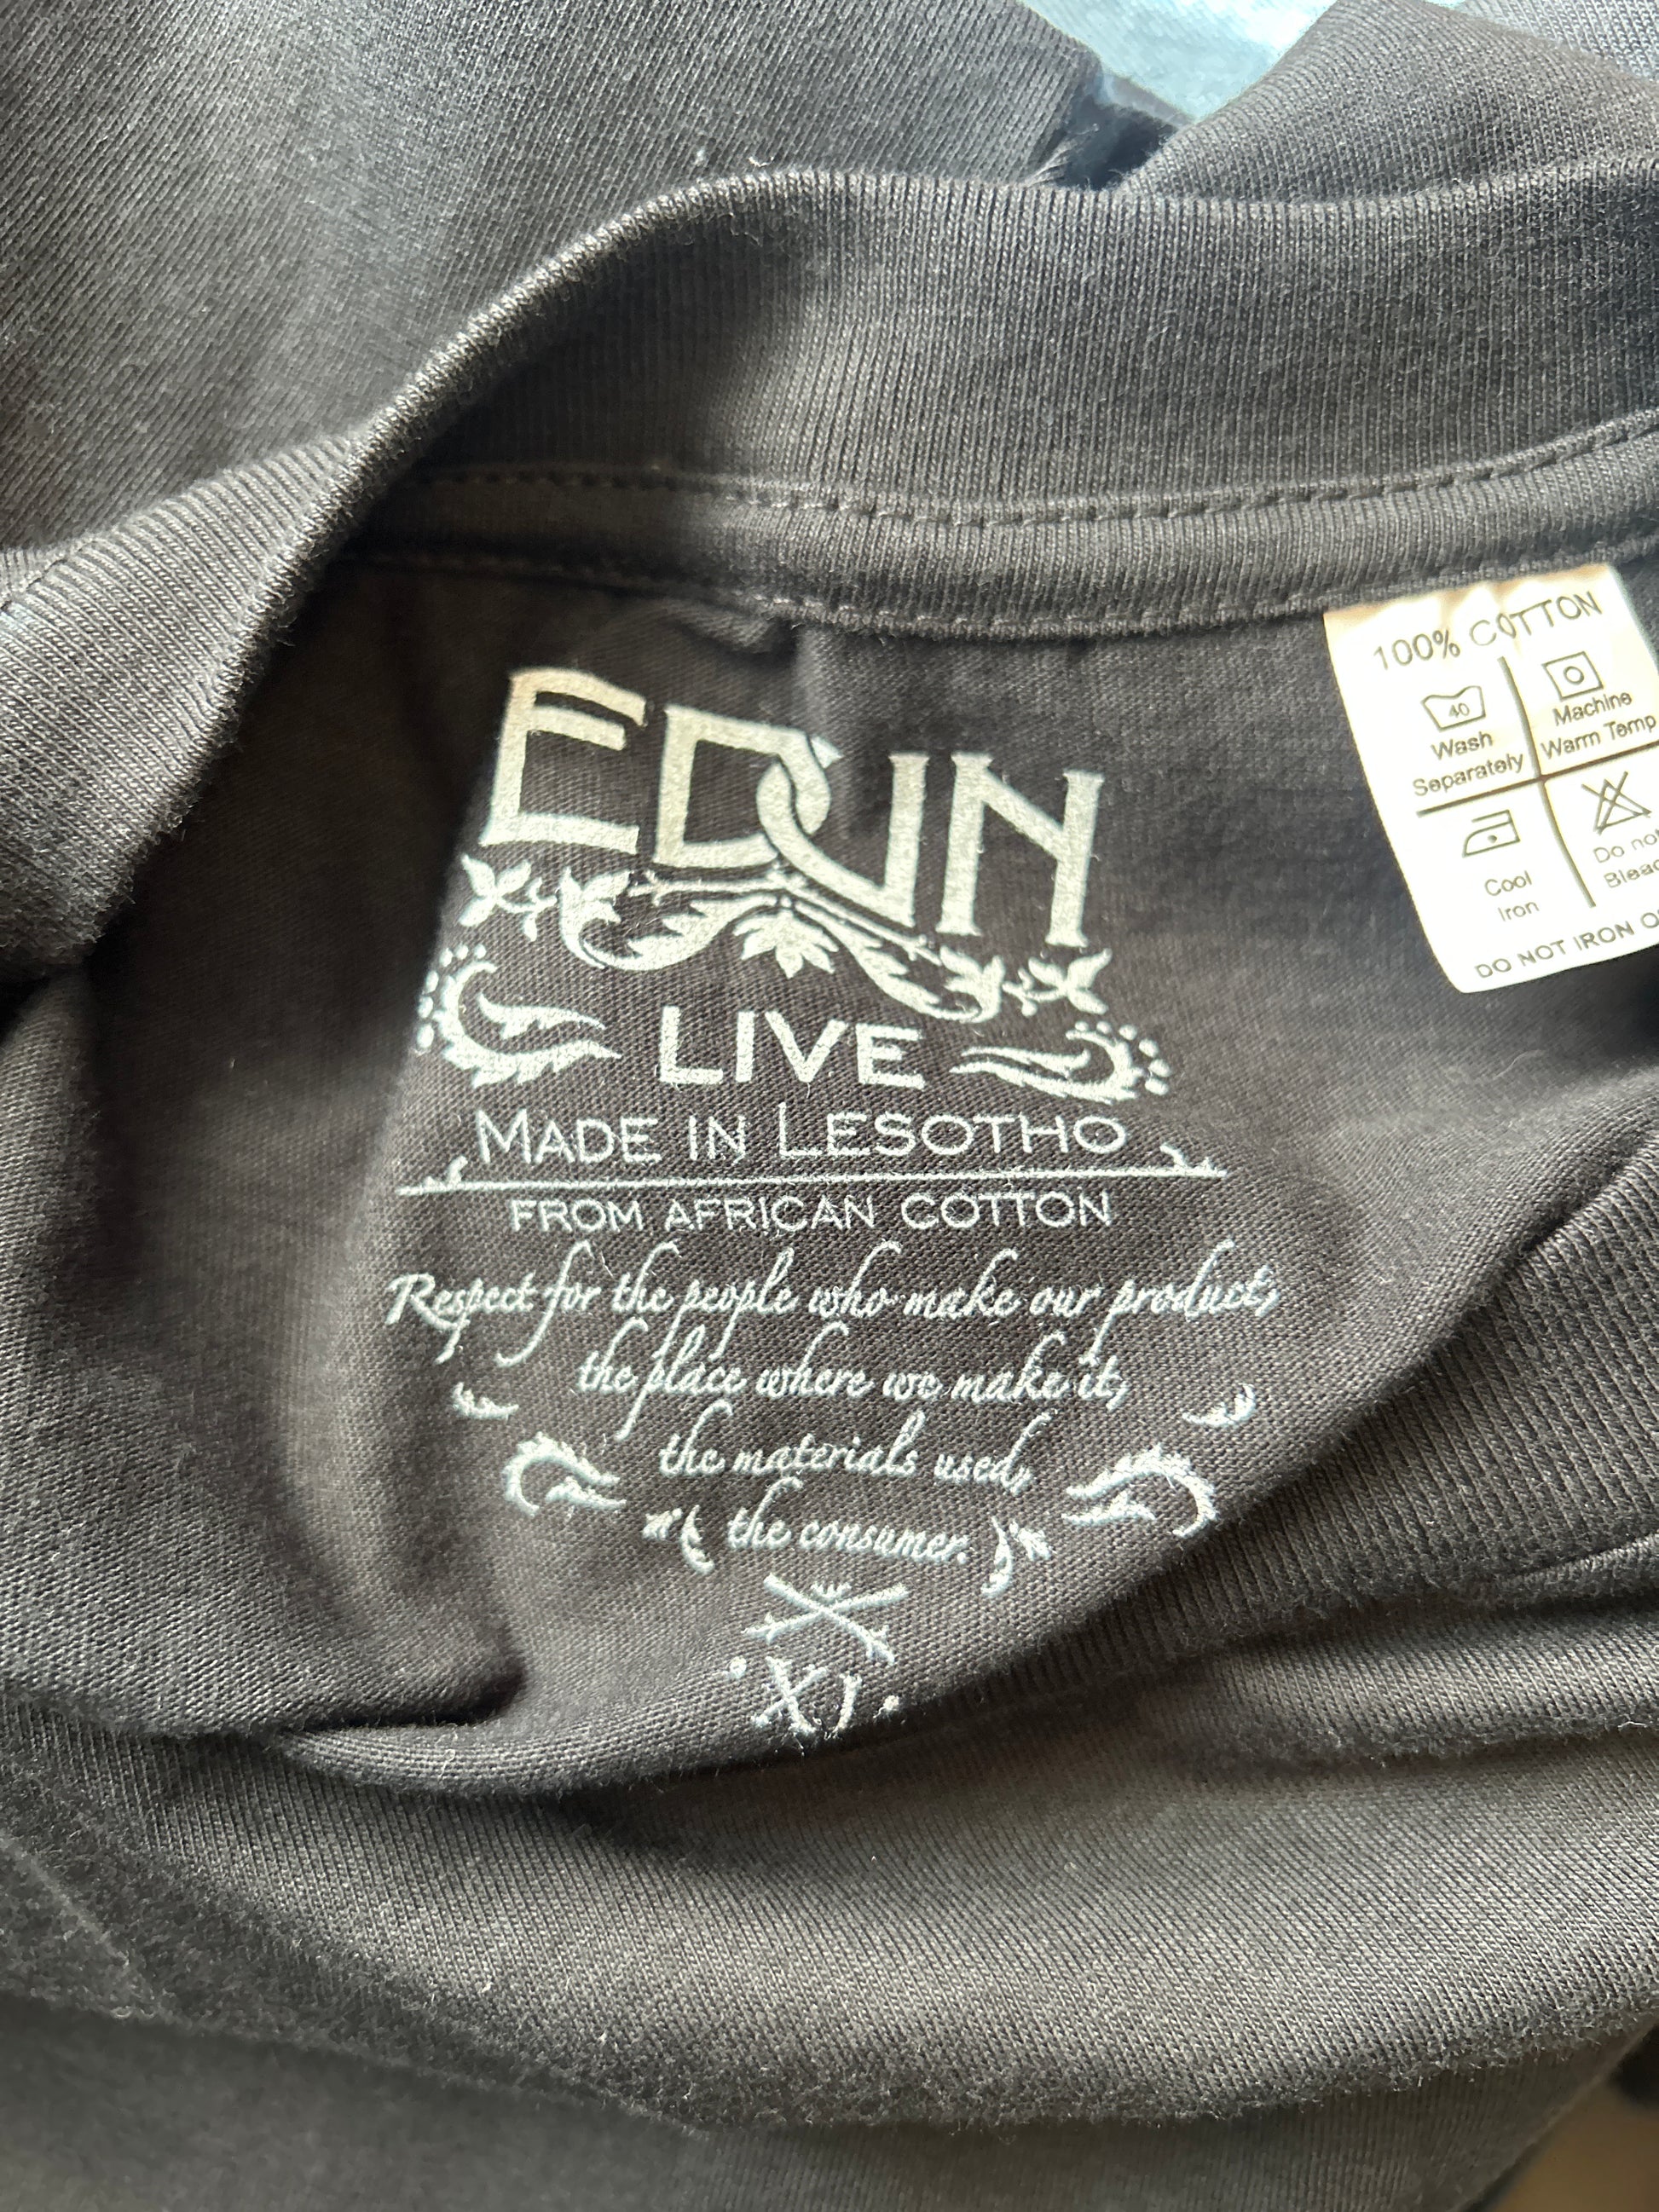 EDUN
LIVE
MADE IN LESOTHO
FROM AFRICAN COTTON
Respect for the people who make our product,
the place where we make it,
the materials used,
the consumer.
100% COTTON
40
Wash
Separately
Machine
Warm Temp
Cool
Iron
Do not
DO NOT IRON